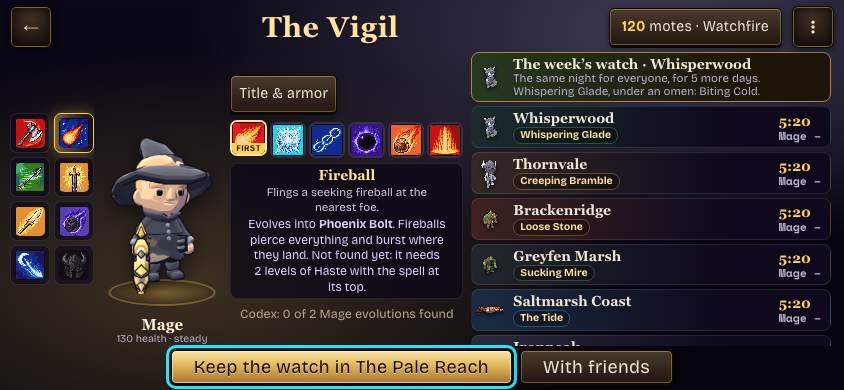 ←
The Vigil
120 motes · Watchfire
Title & armor
FIRST
Fireball
Flings a seeking fireball at the
nearest foe.
Evolves into Phoenix Bolt. Fireballs
pierce everything and burst where
they land. Not found yet: it needs
2 levels of Haste with the spell at
its top.
Codex: 0 of 2 Mage evolutions found
Mage
130 health · steady
The week's watch · Whisperwood
The same night for everyone, for 5 more days.
Whispering Glade, under an omen: Biting Cold.
Whisperwood
Whispering Glade
5:20
Mage –
Thornvale
Creeping Bramble
5:20
Mage –
Brackenridge
Loose Stone
5:20
Mage –
Greyfen Marsh
Sucking Mire
5:20
Mage –
Saltmarsh Coast
The Tide
5:20
Mage –
Keep the watch in The Pale Reach
With friends